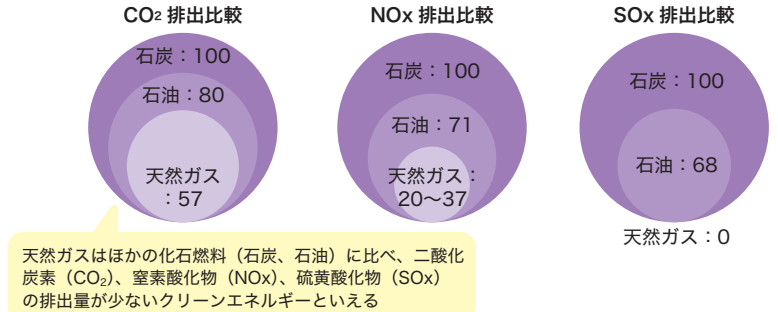 CO₂ 排出比較
石炭：100
石油：80
天然ガス
：57
NOx 排出比較
石炭：100
石油：71
天然ガス：
20〜37
SOx 排出比較
石炭：100
石油：68
天然ガス：0
天然ガスはほかの化石燃料（石炭、石油）に比べ、二酸化
炭素（CO₂）、窒素酸化物（NOx）、硫黄酸化物（SOx）
の排出量が少ないクリーンエネルギーといえる